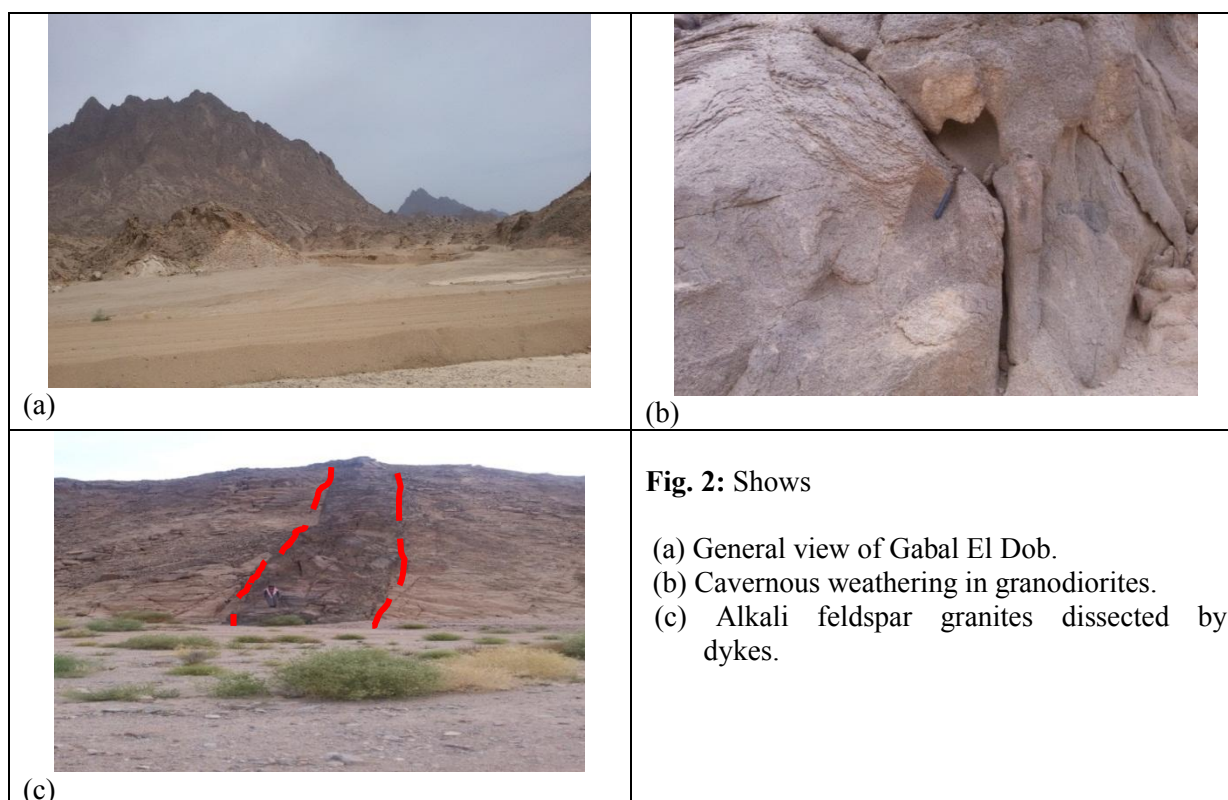 (a)
(b)
(c)
Fig. 2: Shows
(a) General view of Gabal El Dob.
(b) Cavernous weathering in granodiorites.
(c) Alkali feldspar granites dissected by
dykes.